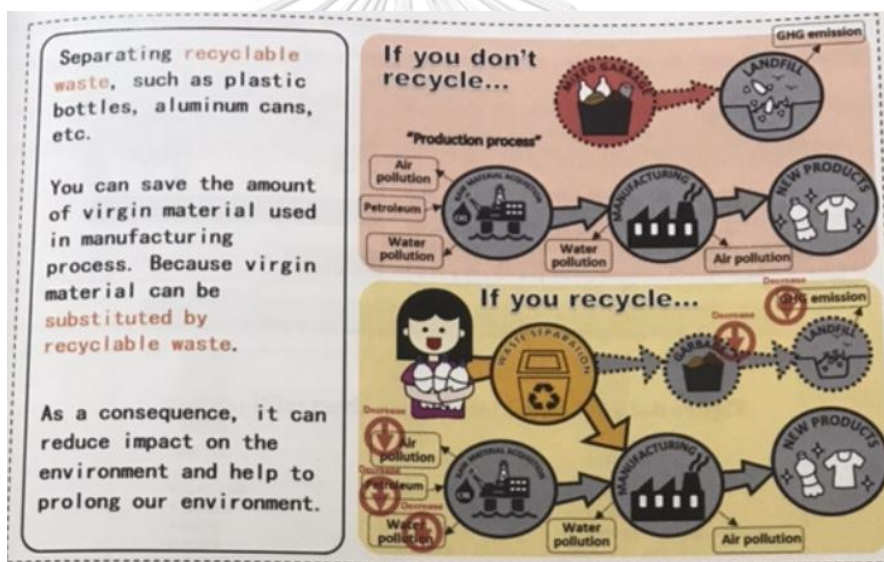 Separating recyclable
waste, such as plastic
bottles, aluminum cans,
etc.
You can save the amount
of virgin material used
in manufacturing
process. Because virgin
material can be
substituted by
recyclable waste.
As a consequence, it can
reduce impact on the
environment and help to
prolong our environment.
If you don't
recycle...
MIXED GARBAGE
LANDFILL
GHG emission
"Production process"
Air
pollution
Petroleum
Water
pollution
RAW MATERIAL ACQUISITION
OIL
MANUFACTURING
Water
pollution
Air pollution
NEW PRODUCTS
If you recycle...
WASTE SEPARATION
GARBAGE
Decrease
LANDFILL
Decrease
GHG emission
Decrease
Air
pollution
Decrease
Petroleum
Decrease
Water
pollution
RAW MATERIAL ACQUISITION
OIL
MANUFACTURING
Water
pollution
Air pollution
NEW PRODUCTS